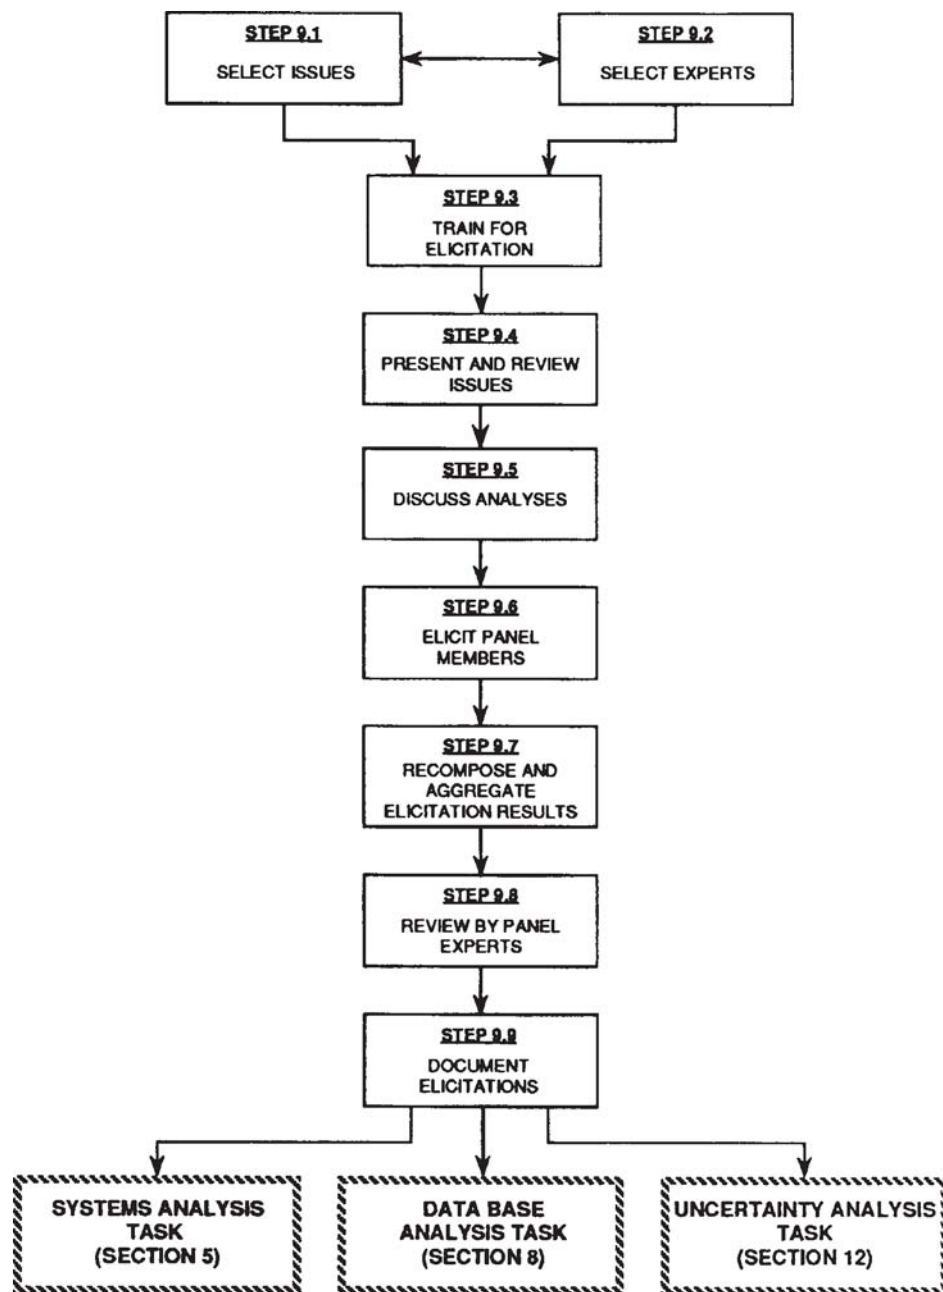 STEP 9.1
SELECT ISSUES
STEP 9.2
SELECT EXPERTS
STEP 9.3
TRAIN FOR
ELICITATION
STEP 9.4
PRESENT AND REVIEW
ISSUES
STEP 9.5
DISCUSS ANALYSES
STEP 9.6
ELICIT PANEL
MEMBERS
STEP 9.7
RECOMPOSE AND
AGGREGATE
ELICITATION RESULTS
STEP 9.8
REVIEW BY PANEL
EXPERTS
STEP 9.9
DOCUMENT
ELICITATIONS
SYSTEMS ANALYSIS
TASK
(SECTION 5)
DATA BASE
ANALYSIS TASK
(SECTION 8)
UNCERTAINTY ANALYSIS
TASK
(SECTION 12)